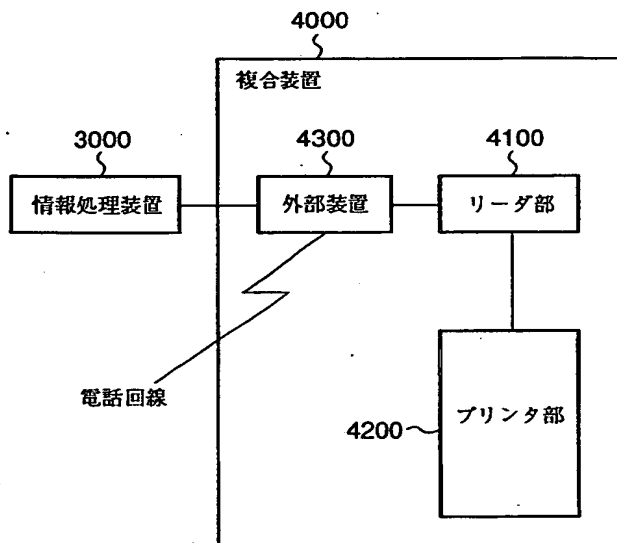 4000
複合装置
3000
4300
4100
情報処理装置
外部装置
リーダ部
電話回線
4200
プリンタ部